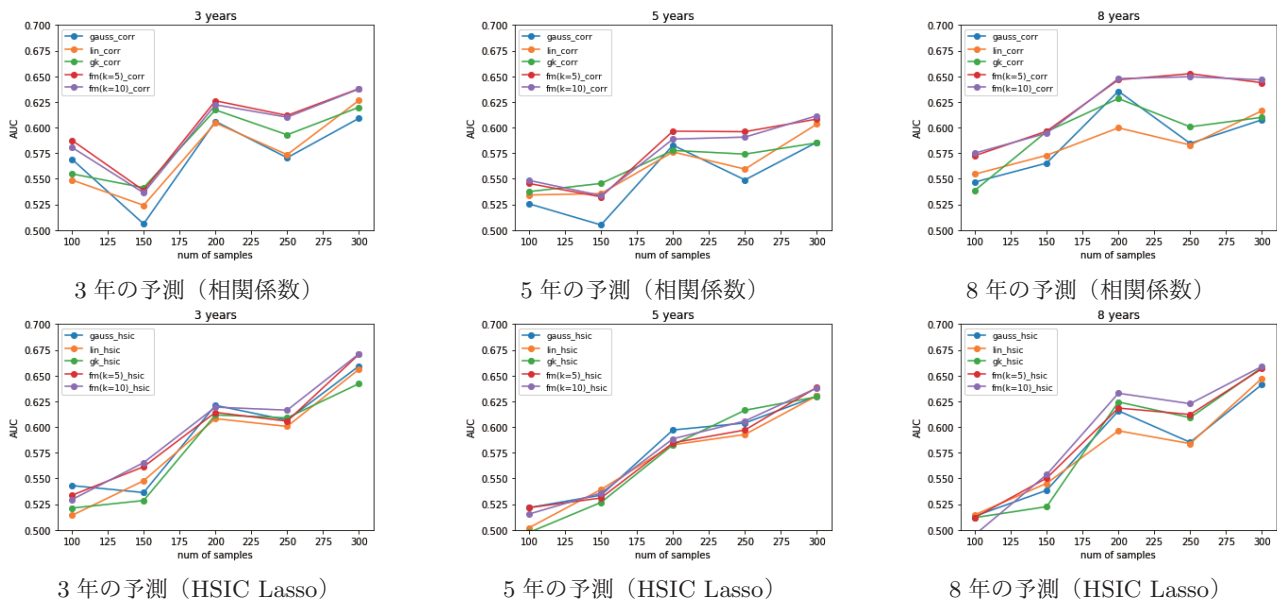 3 years
0.700
0.675
0.650
0.625
0.600
0.575
0.550
0.525
0.500
AUC
gauss_corr
lin_corr
gk_corr
fm(k=5)_corr
fm(k=10)_corr
100 125 150 175 200 225 250 275 300
num of samples
3 年の予測（相関係数）
5 years
0.700
0.675
0.650
0.625
0.600
0.575
0.550
0.525
0.500
AUC
gauss_corr
lin_corr
gk_corr
fm(k=5)_corr
fm(k=10)_corr
100 125 150 175 200 225 250 275 300
num of samples
5 年の予測（相関係数）
8 years
0.700
0.675
0.650
0.625
0.600
0.575
0.550
0.525
0.500
AUC
gauss_corr
lin_corr
gk_corr
fm(k=5)_corr
fm(k=10)_corr
100 125 150 175 200 225 250 275 300
num of samples
8 年の予測（相関係数）
3 years
0.700
0.675
0.650
0.625
0.600
0.575
0.550
0.525
0.500
AUC
gauss_hsic
lin_hsic
gk_hsic
fm(k=5)_hsic
fm(k=10)_hsic
100 125 150 175 200 225 250 275 300
num of samples
3 年の予測（HSIC Lasso）
5 years
0.700
0.675
0.650
0.625
0.600
0.575
0.550
0.525
0.500
AUC
gauss_hsic
lin_hsic
gk_hsic
fm(k=5)_hsic
fm(k=10)_hsic
100 125 150 175 200 225 250 275 300
num of samples
5 年の予測（HSIC Lasso）
8 years
0.700
0.675
0.650
0.625
0.600
0.575
0.550
0.525
0.500
AUC
gauss_hsic
lin_hsic
gk_hsic
fm(k=5)_hsic
fm(k=10)_hsic
100 125 150 175 200 225 250 275 300
num of samples
8 年の予測（HSIC Lasso）